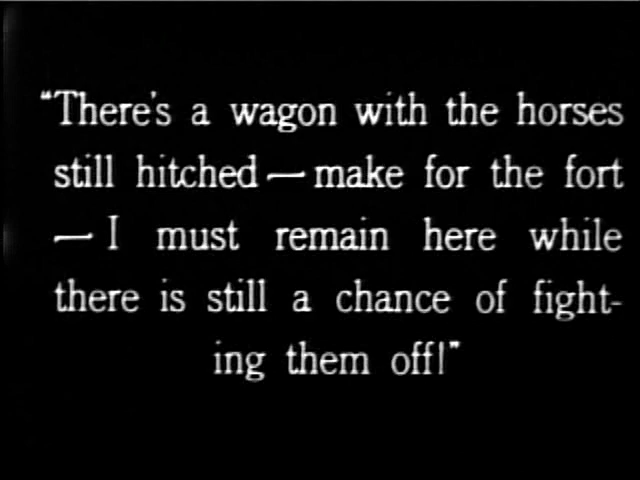 "There's a wagon with the horses
still hitched — make for the fort
— I must remain here while
there is still a chance of fight-
ing them off!"